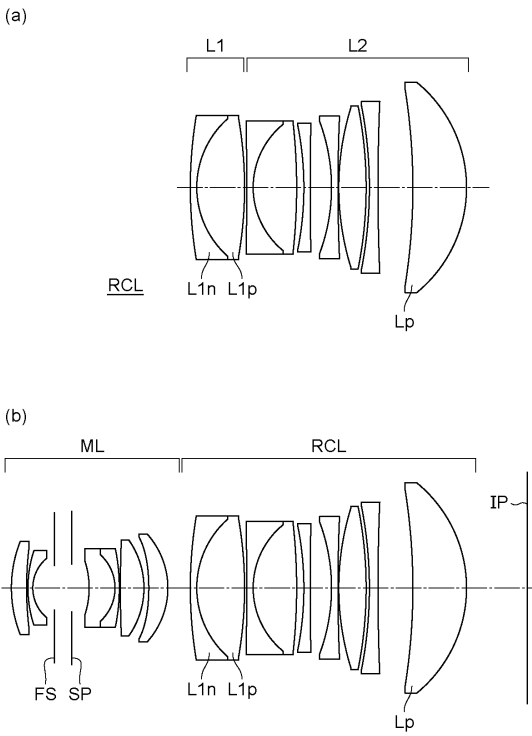 (a)
L1 L2
RCL
L1n L1p
Lp
(b)
ML RCL
IP
FS SP
L1n L1p
Lp